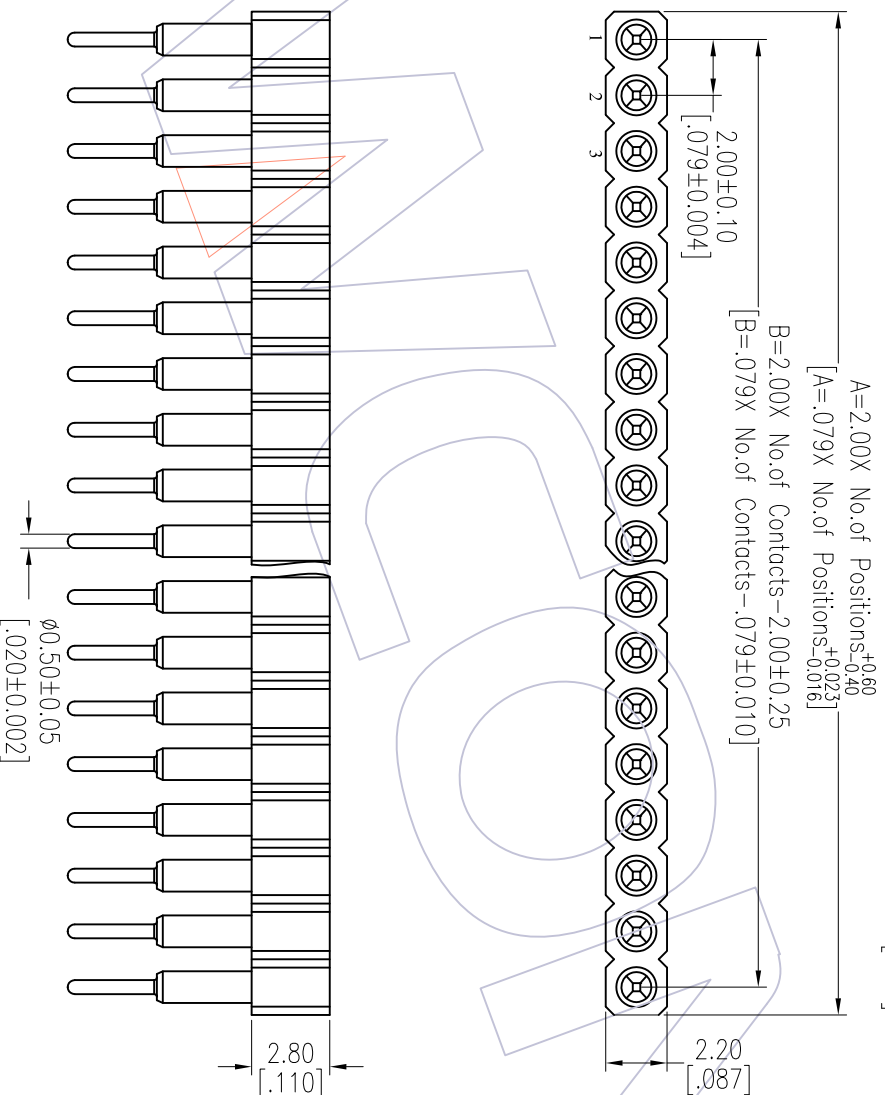 1
2
3
2.00±0.10
[.079±0.004]
A=2.00X No.of Positions+0.60-0.40
[A=.079X No.of Positions+0.023-0.016]
B=2.00X No.of Contacts-2.00±0.25
[B=.079X No.of Contacts-.079±0.010]
ø0.50±0.05
[.020±0.002]
2.80
[.110]
2.20
[.087]